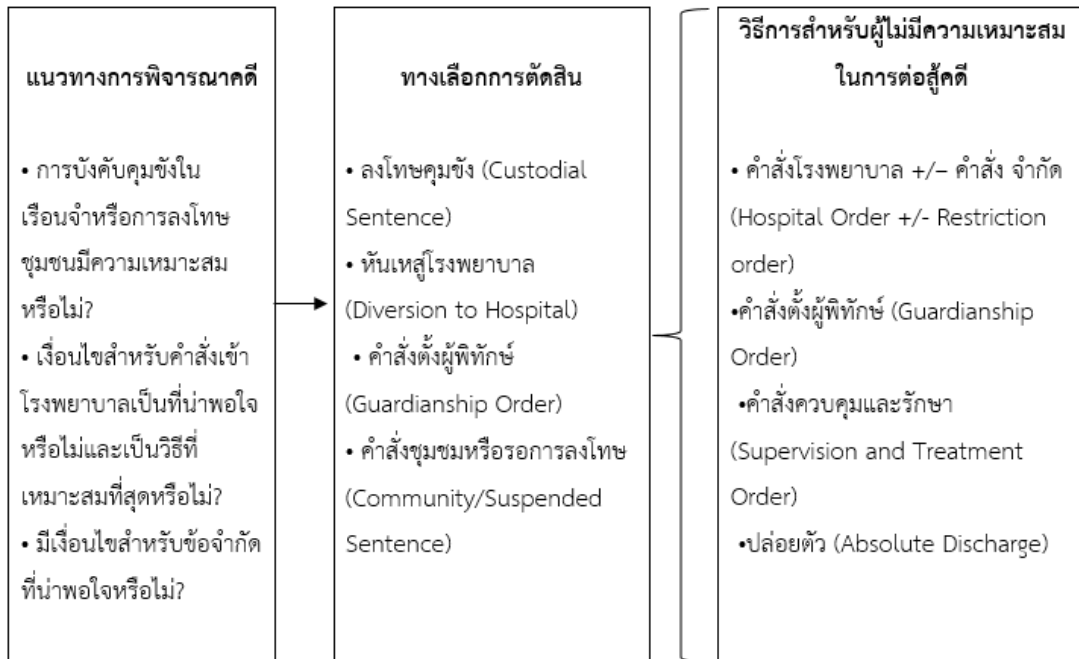 แนวทางการพิจารณาคดี
• การบังคับคุมขังใน
เรือนจำหรือการลงโทษ
ชุมชนมีความเหมาะสม
หรือไม่?
• เงื่อนไขสำหรับคำสั่งเข้า
โรงพยาบาลเป็นที่น่าพอใจ
หรือไม่และเป็นวิธีที่
เหมาะสมที่สุดหรือไม่?
• มีเงื่อนไขสำหรับข้อจำกัด
ที่น่าพอใจหรือไม่?
ทางเลือกการตัดสิน
• ลงโทษคุมขัง (Custodial
Sentence)
• หันเหสู่โรงพยาบาล
(Diversion to Hospital)
• คำสั่งตั้งผู้พิทักษ์
(Guardianship Order)
• คำสั่งชุมชมหรือรอการลงโทษ
(Community/Suspended
Sentence)
วิธีการสำหรับผู้ไม่มีความเหมาะสม
ในการต่อสู้คดี
• คำสั่งโรงพยาบาล +/– คำสั่ง จำกัด
(Hospital Order +/- Restriction
order)
•คำสั่งตั้งผู้พิทักษ์ (Guardianship
Order)
•คำสั่งควบคุมและรักษา
(Supervision and Treatment
Order)
•ปล่อยตัว (Absolute Discharge)